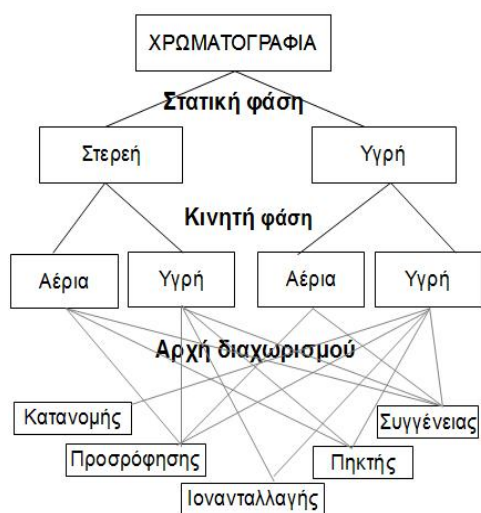 ΧΡΩΜΑΤΟΓΡΑΦΙΑ
Στατική φάση
Στερεή
Υγρή
Κινητή φάση
Αέρια
Υγρή
Αέρια
Υγρή
Αρχή διαχωρισμού
Κατανομής
Συγγένειας
Προσρόφησης
Πηκτής
Ιονανταλλαγής